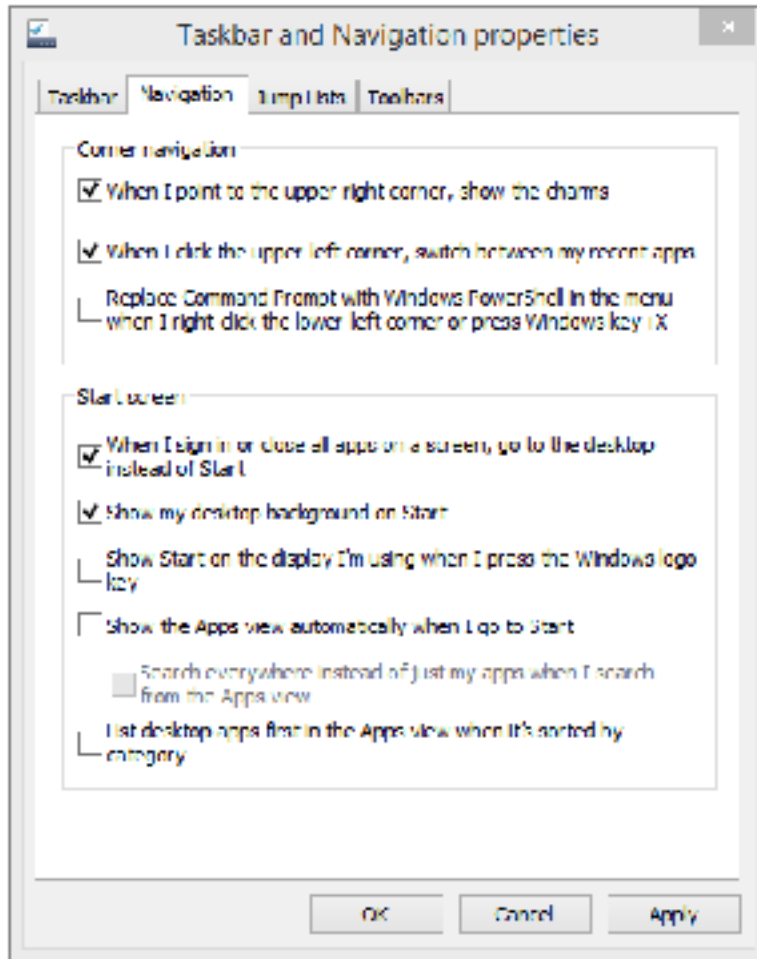 Taskbar and Navigation properties
Taskbar Navigation Jump Lists Toolbars
Corner navigation
When I point to the upper right corner, show the charms
When I click the upper left corner, switch between my recent apps
Replace Command Prompt with Windows PowerShell in the menu
when I right-click the lower left corner or press Windows key+X
Start screen
When I sign in or close all apps on a screen, go to the desktop
instead of Start
Show my desktop background on Start
Show Start on the display I'm using when I press the Windows logo
key
Show the Apps view automatically when I go to Start
Search everywhere instead of just my apps when I search
from the Apps view
List desktop apps first in the Apps view when it's sorted by
category
OK Cancel Apply